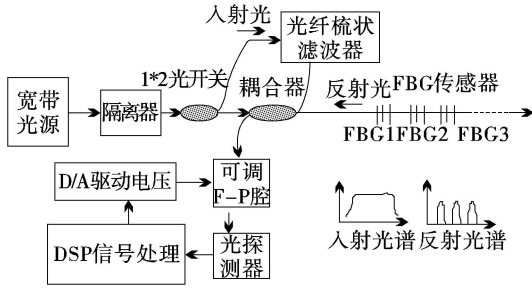 入射光
光纤梳状
滤波器
1*2光开关
耦合器
反射光
FBG传感器
宽带
光源
隔离器
FBG1
FBG2
FBG3
D/A驱动电压
可调
F-P腔
DSP信号处理
光探
测器
入射光谱
反射光谱